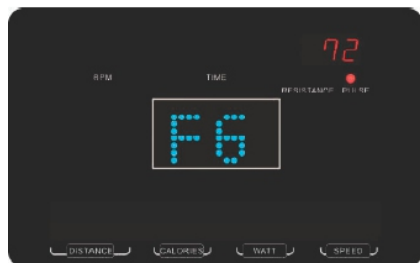 72
RPM TIME
RESISTANCE PULSE
F6
DISTANCE CALORIES WATT SPEED